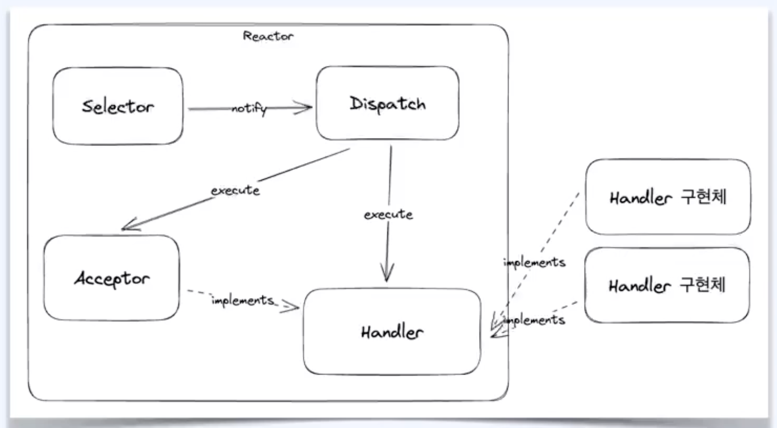 Reactor
Selector
notify
Dispatch
execute
execute
Handler 구현체
Acceptor
implements
implements
Handler 구현체
implements
Handler